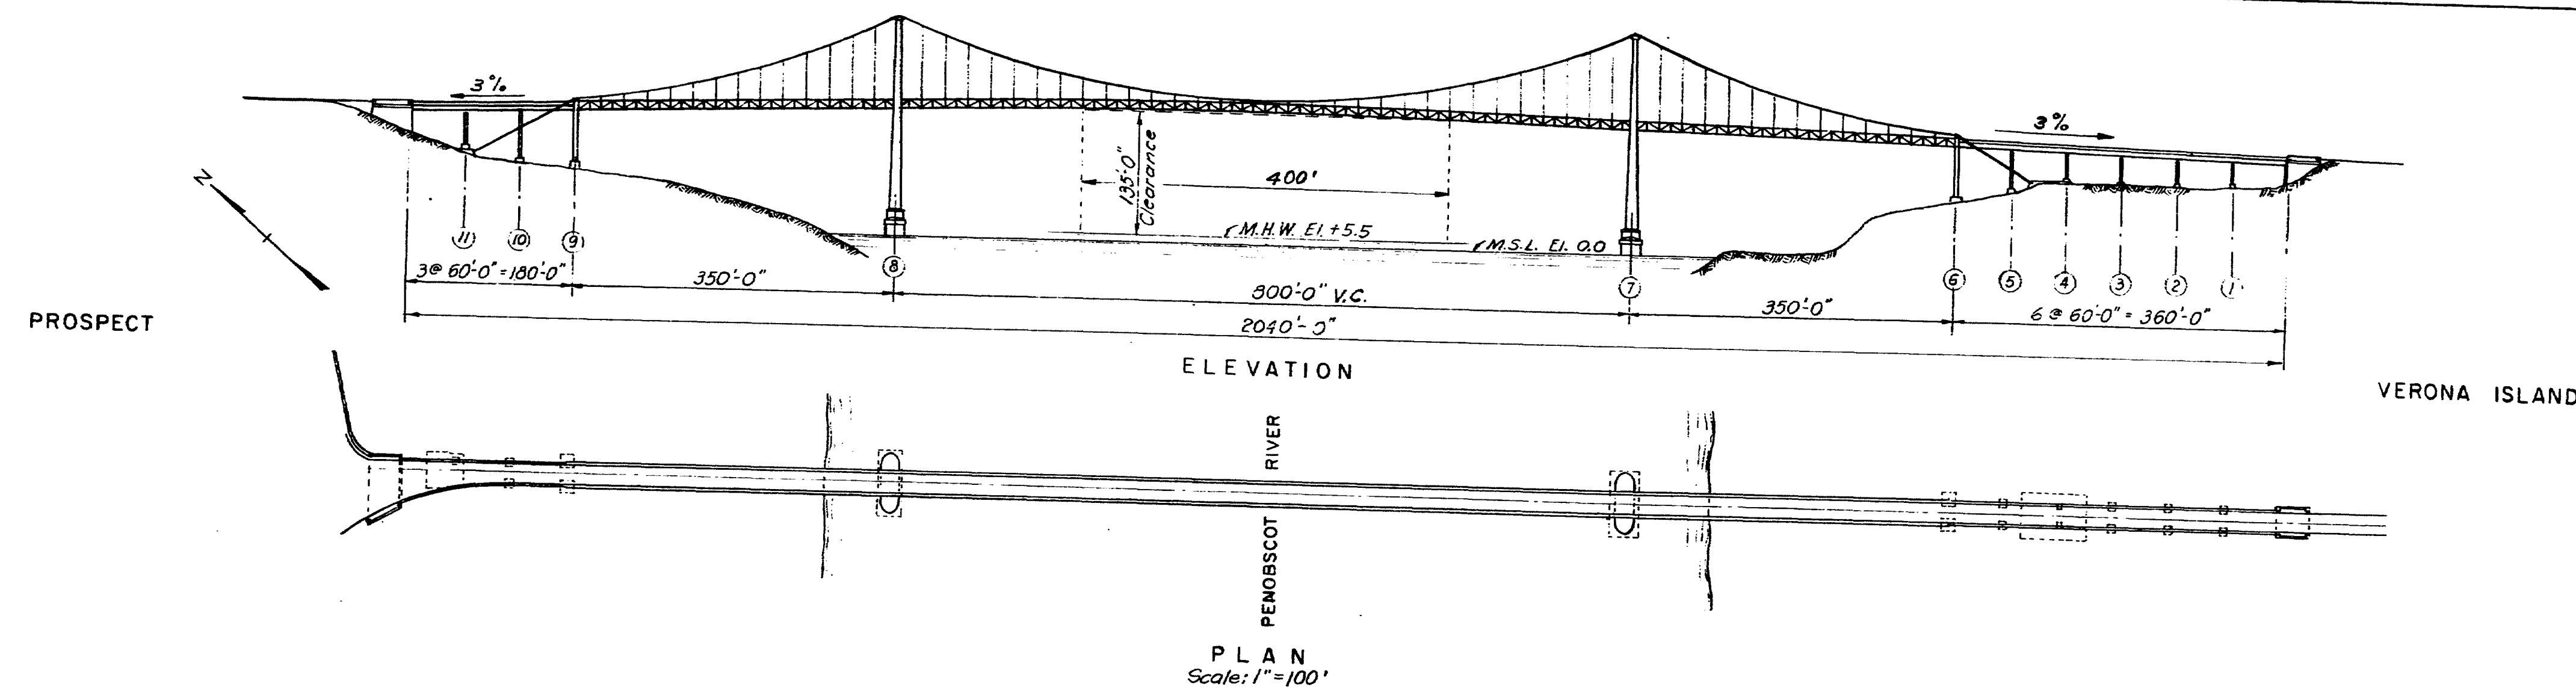 3%
3%
135'-0"
Clearance
400'
M.H.W. El. +5.5
M.S.L. El. 0.0
N
11
10
9
8
7
6
5
4
3
2
1
3@ 60'-0"=180'-0"
350'-0"
800'-0" V.C.
350'-0"
6 @ 60'-0" = 360'-0"
2040'-0"
PROSPECT
ELEVATION
VERONA ISLAND
PENOBSCOT RIVER
PLAN
Scale: 1"=100'